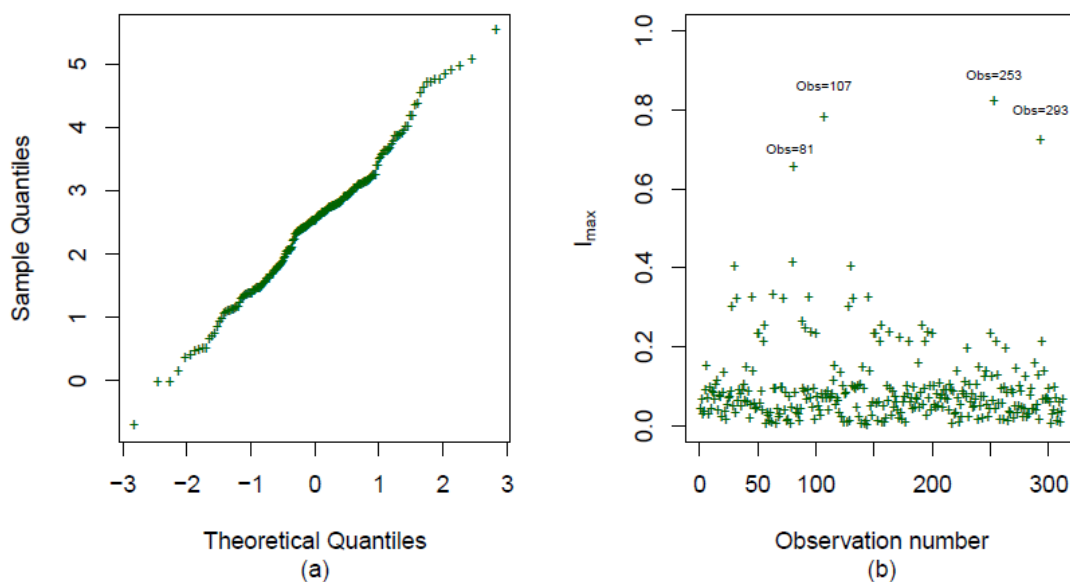 Sample Quantiles
5
4
3
2
1
0
−3 −2 −1 0 1 2 3
Theoretical Quantiles
(a)
l_max
1.0
0.8
0.6
0.4
0.2
0.0
Obs=253
Obs=107
Obs=293
Obs=81
0 50 100 200 300
Observation number
(b)